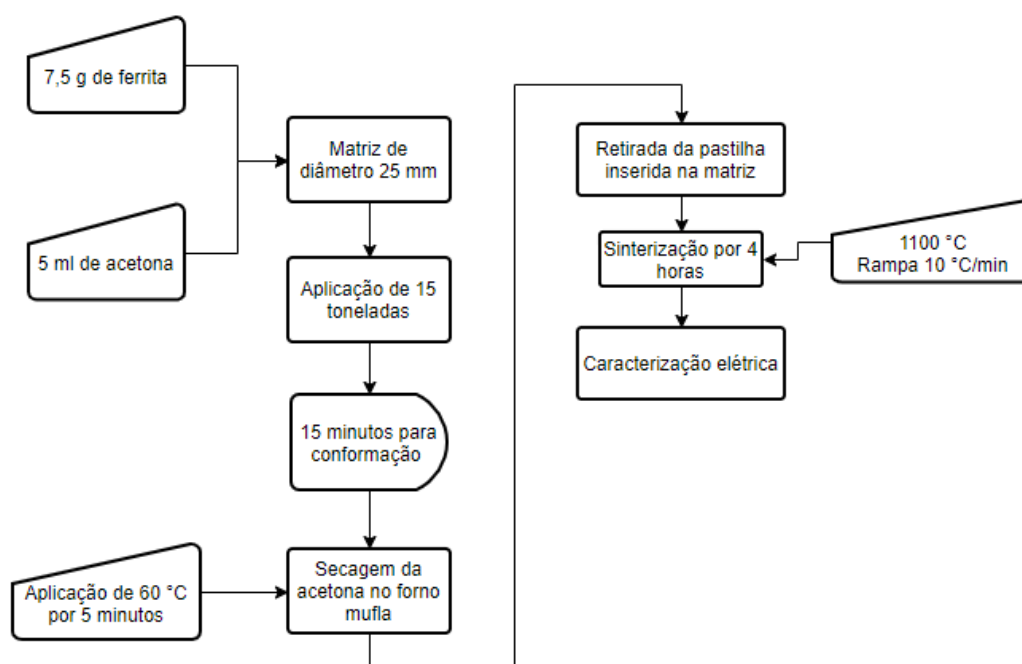 7,5 g de ferrita
5 ml de acetona
Matriz de
diâmetro 25 mm
Aplicação de 15
toneladas
15 minutos para
conformação
Aplicação de 60 °C
por 5 minutos
Secagem da
acetona no forno
mufla
Retirada da pastilha
inserida na matriz
Sinterização por 4
horas
1100 °C
Rampa 10 °C/min
Caracterização elétrica